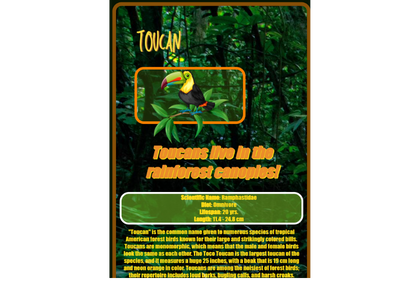 TOUCAN
Toucans live in the
rainforest canopies!
Scientific Name: Ramphastidae
Diet: Omnivore
Lifespan: 20 yrs.
Length: 11.4 - 24.8 cm
"Toucan" is the common name given to numerous species of tropical
American forest birds known for their large and strikingly colored bills.
Toucans are monomorphic, which means that the male and female birds
look the same as each other. The Toco Toucan is the largest toucan of the
species, and it measures a huge 25 inches, with a beak that is 19 cm long
and neon orange in color. Toucans are among the noisiest of forest birds;
their repertoire includes loud barks, bugling calls, and harsh croaks.